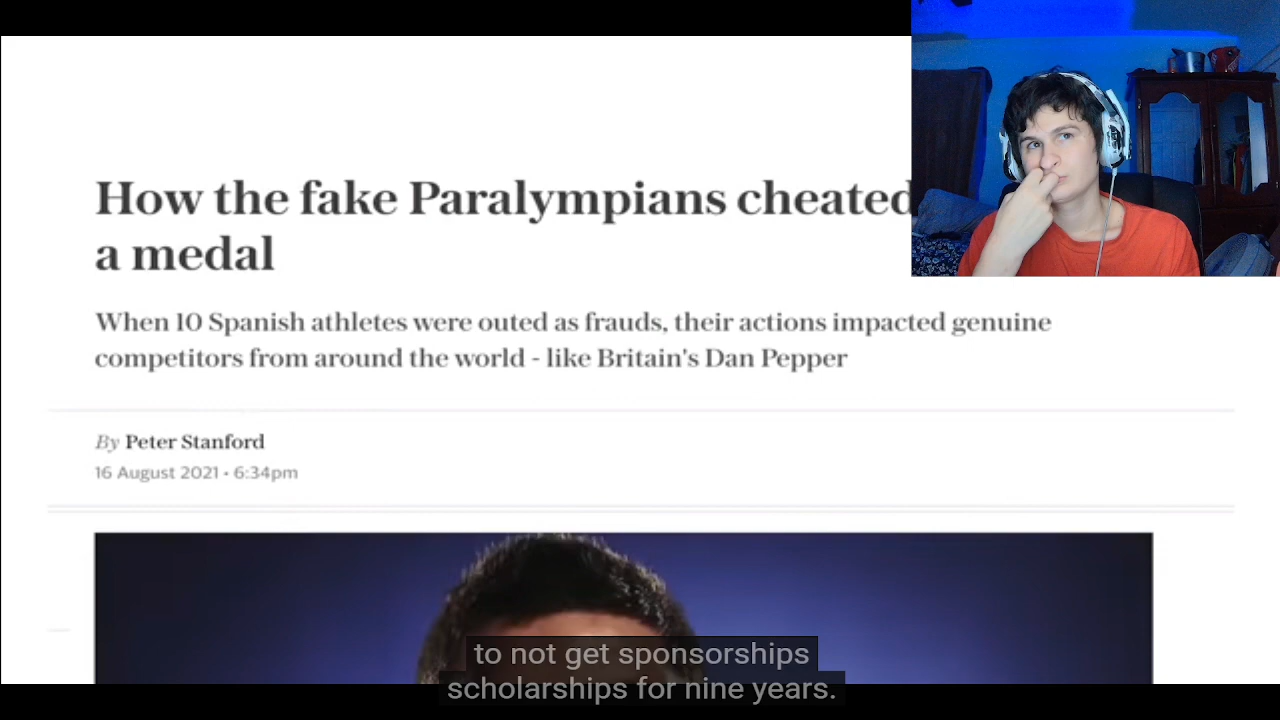 How the fake Paralympians cheated
a medal
When 10 Spanish athletes were outed as frauds, their actions impacted genuine
competitors from around the world - like Britain's Dan Pepper
By Peter Stanford
16 August 2021 • 6:34pm
to not get sponsorships
scholarships for nine years.